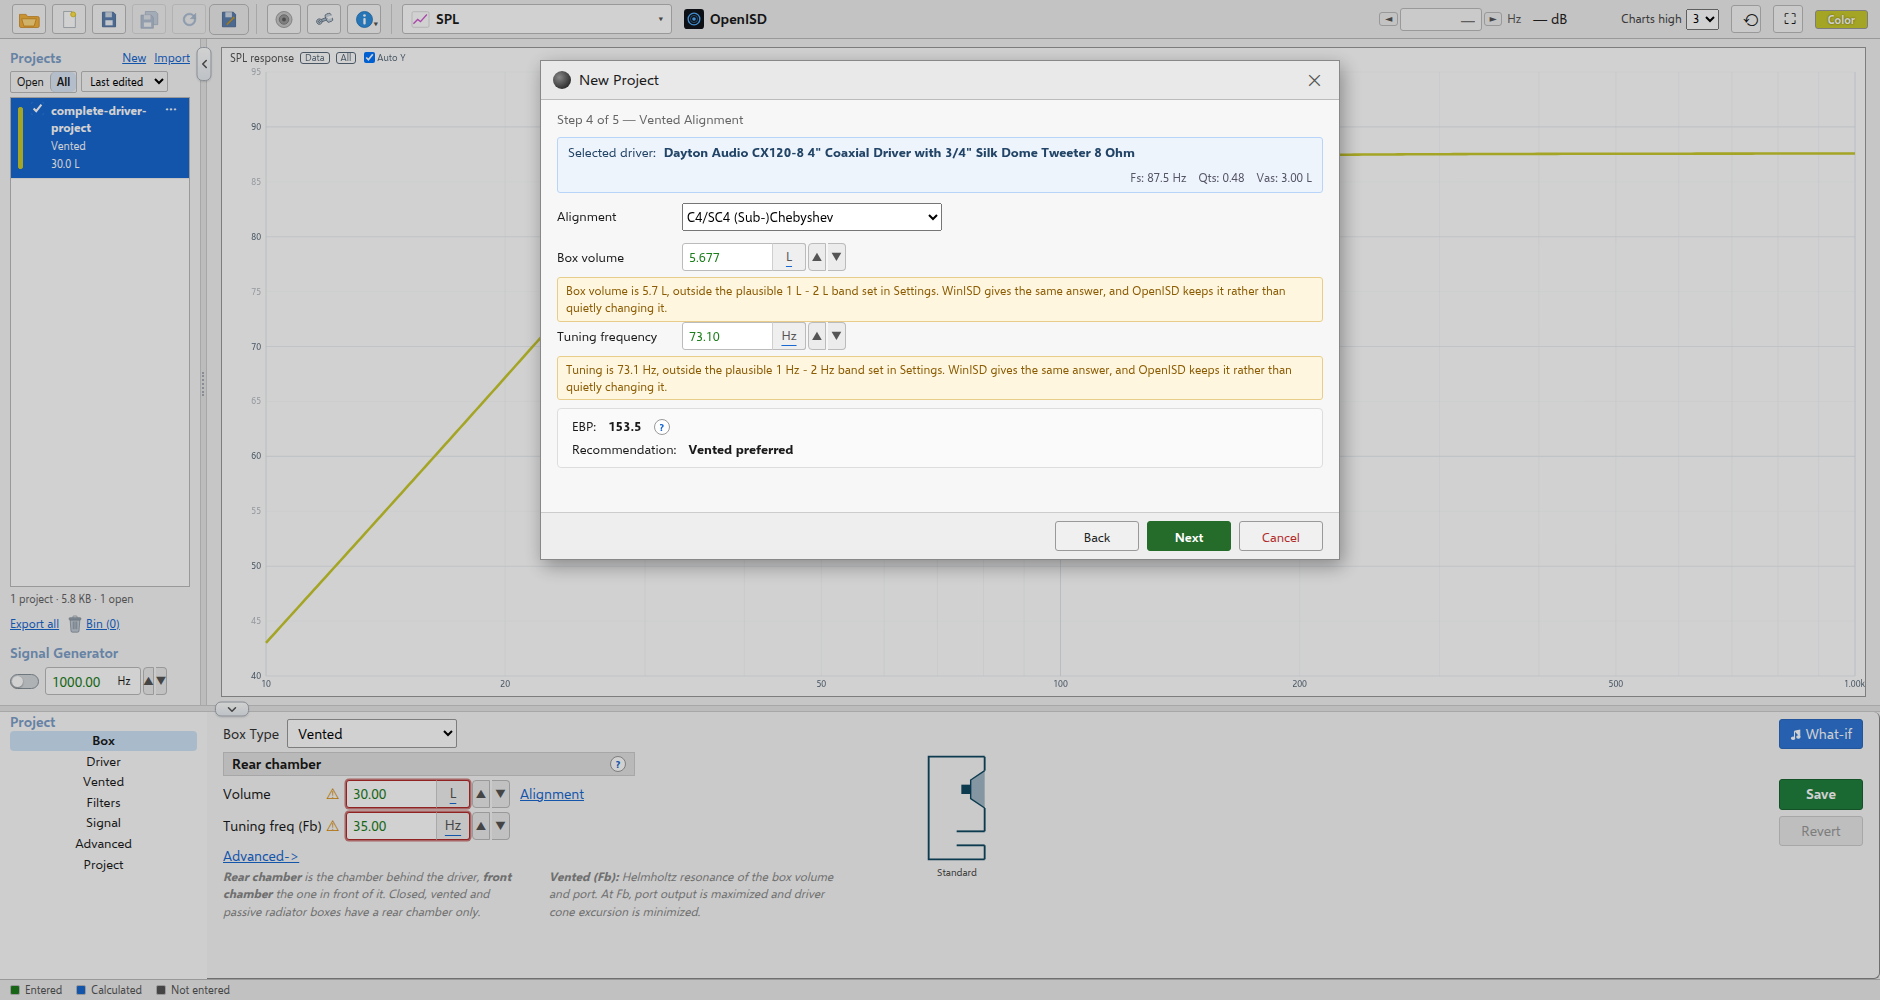 SPL
OpenISD
—
Hz
— dB
Charts high
3
Color
Projects
New
Import
Open
All
Last edited
complete-driver-project
Vented
30.0 L
1 project · 5.8 KB · 1 open
Export all
Bin (0)
Signal Generator
1000.00
Hz
SPL response
Data
All
Auto Y
95
90
85
80
75
70
65
60
55
50
45
40
10
20
50
100
200
500
1.00k
New Project
Step 4 of 5 — Vented Alignment
Selected driver: Dayton Audio CX120-8 4" Coaxial Driver with 3/4" Silk Dome Tweeter 8 Ohm
Fs: 87.5 Hz Qts: 0.48 Vas: 3.00 L
Alignment
C4/SC4 (Sub-)Chebyshev
Box volume
5.677
L
Box volume is 5.7 L, outside the plausible 1 L - 2 L band set in Settings. WinISD gives the same answer, and OpenISD keeps it rather than
quietly changing it.
Tuning frequency
73.10
Hz
Tuning is 73.1 Hz, outside the plausible 1 Hz - 2 Hz band set in Settings. WinISD gives the same answer, and OpenISD keeps it rather than
quietly changing it.
EBP: 153.5 ?
Recommendation: Vented preferred
Back
Next
Cancel
Project
Box
Driver
Vented
Filters
Signal
Advanced
Project
Box Type
Vented
Rear chamber
?
Volume
30.00
L
Alignment
Tuning freq (Fb)
35.00
Hz
Advanced->
Rear chamber is the chamber behind the driver, front
chamber the one in front of it. Closed, vented and
passive radiator boxes have a rear chamber only.
Vented (Fb): Helmholtz resonance of the box volume
and port. At Fb, port output is maximized and driver
cone excursion is minimized.
Standard
What-if
Save
Revert
Entered
Calculated
Not entered